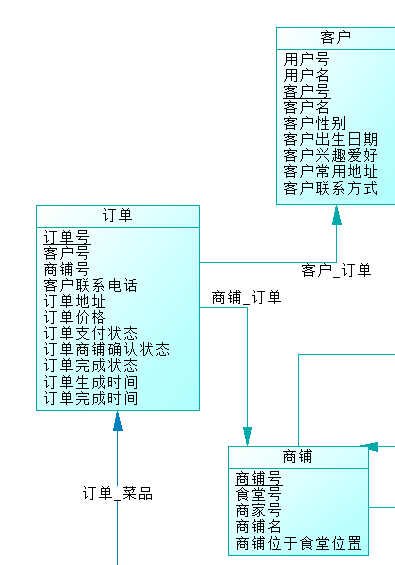 客户
用户号
用户名
客户号
客户名
客户性别
客户出生日期
客户兴趣爱好
客户常用地址
客户联系方式
订单
订单号
客户号
商铺号
客户联系电话
订单地址
订单价格
订单支付状态
订单商铺确认状态
订单完成状态
订单生成时间
订单完成时间
客户_订单
商铺_订单
商铺
商铺号
食堂号
商家号
商铺名
商铺位于食堂位置
订单_菜品